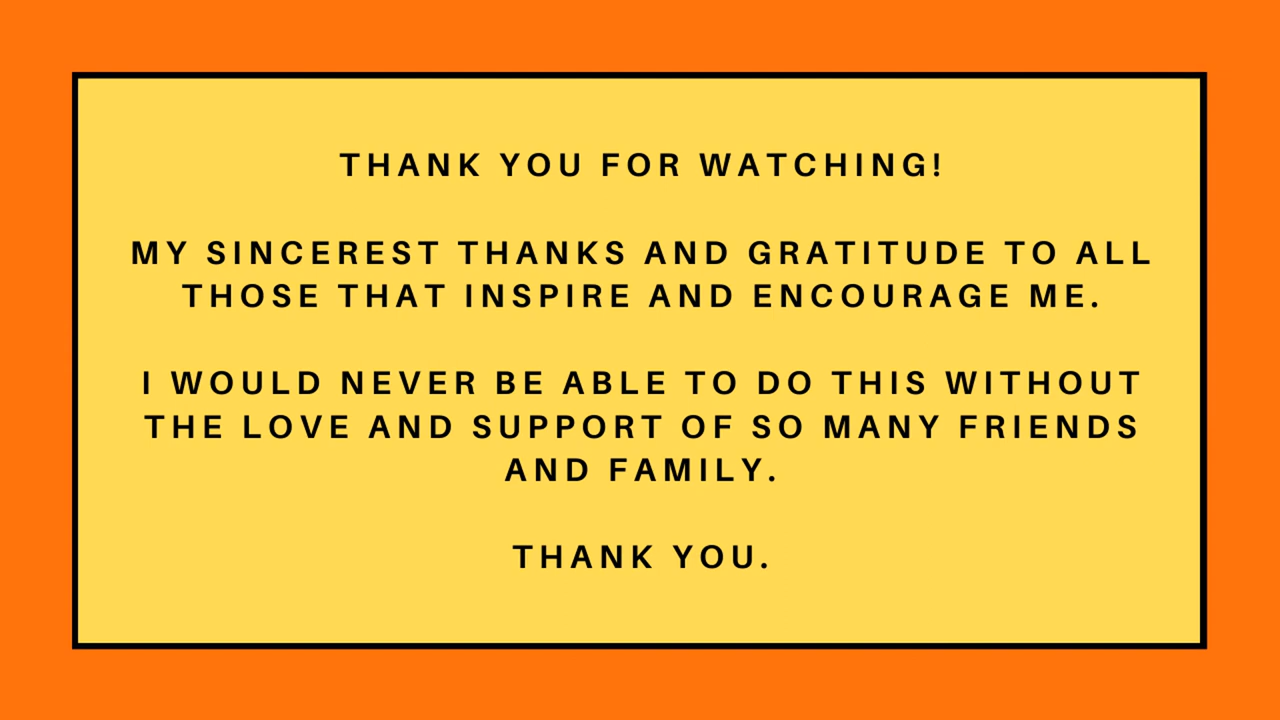 THANK YOU FOR WATCHING!
MY SINCEREST THANKS AND GRATITUDE TO ALL
THOSE THAT INSPIRE AND ENCOURAGE ME.
I WOULD NEVER BE ABLE TO DO THIS WITHOUT
THE LOVE AND SUPPORT OF SO MANY FRIENDS
AND FAMILY.
THANK YOU.